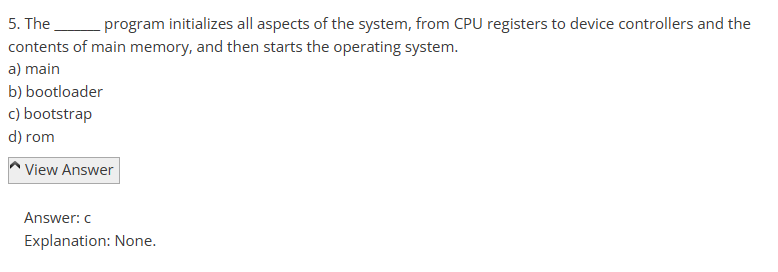 5. The ______ program initializes all aspects of the system, from CPU registers to device controllers and the
contents of main memory, and then starts the operating system.
a) main
b) bootloader
c) bootstrap
d) rom
View Answer
Answer: c
Explanation: None.